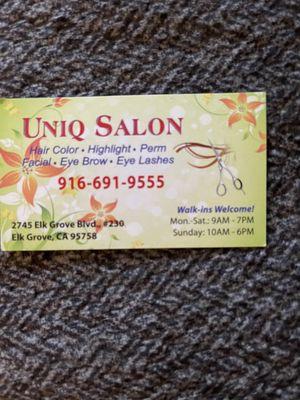 UNIQ SALON
Hair Color • Highlight • Perm
Facial • Eye Brow • Eye Lashes
916-691-9555
Walk-ins Welcome!
Mon.-Sat.: 9AM - 7PM
Sunday: 10AM - 6PM
2745 Elk Grove Blvd., #230
Elk Grove, CA 95758